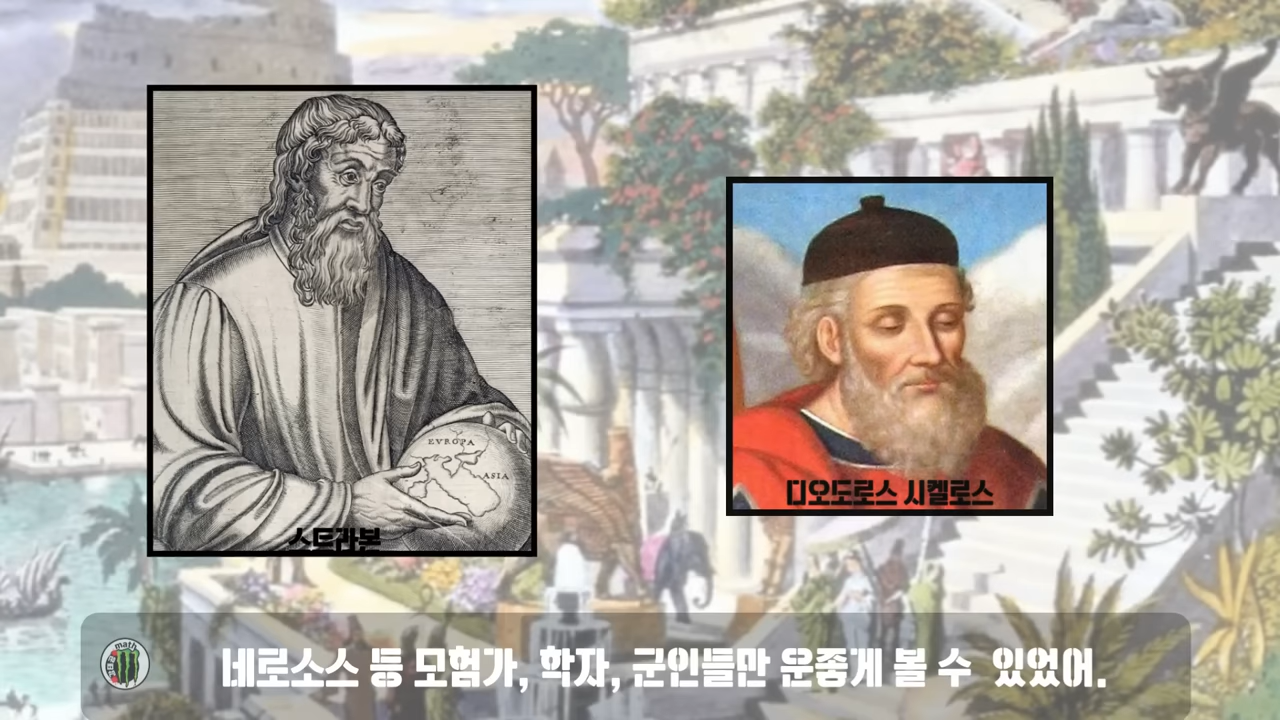 EVROPA
ASIA
스트라본
디오도로스 시켈로스
math
네로소스 등 모험가, 학자, 군인들만 운좋게 볼 수 있었어.